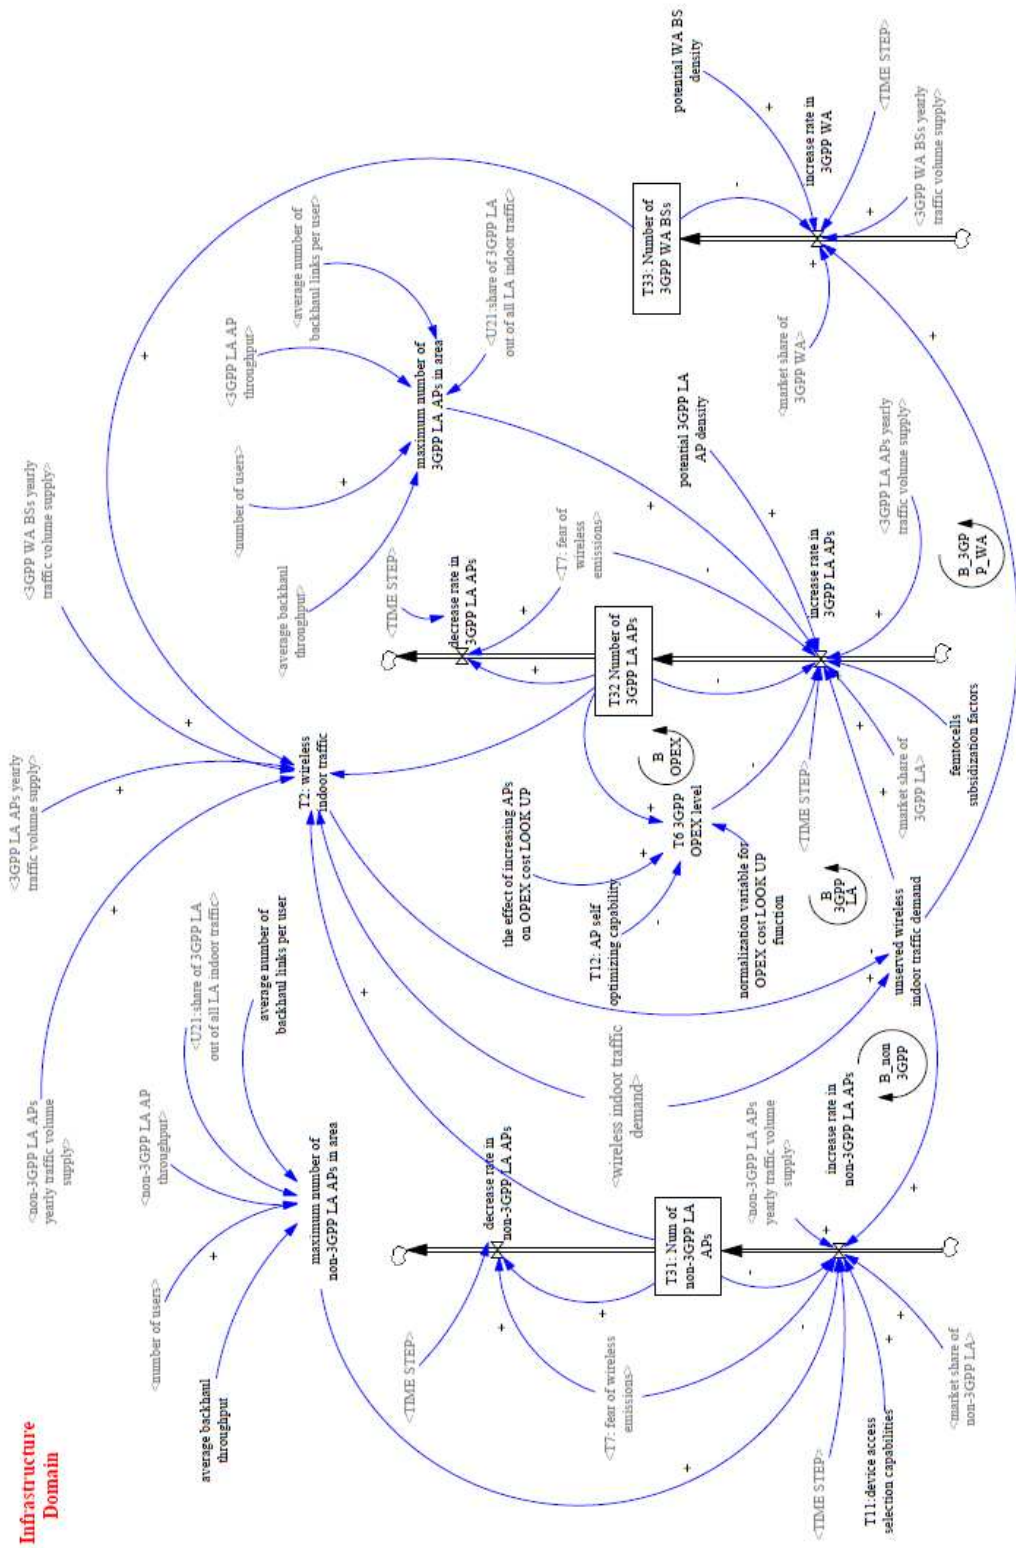 Infrastructure
Domain
<non-3GPP LA APs
yearly traffic volume
supply>
<3GPP LA APs yearly
traffic volume supply>
<3GPP WA BSs yearly
traffic volume supply>
<number of users>
<non-3GPP LA AP
throughput>
<U21:share of 3GPP LA
out of all LA indoor traffic>
average number of
backhaul links per user
average backhaul
throughput
maximum number of
non-3GPP LA APs in area
T2: wireless
indoor traffic
<number of users>
<3GPP LA AP
throughput>
<average number of
backhaul links per user>
<average backhaul
throughput>
maximum number of
3GPP LA APs in area
<U21:share of 3GPP LA
out of all LA indoor traffic>
<TIME STEP>
decrease rate in
non-3GPP LA APs
<TIME STEP>
decrease rate in
3GPP LA APs
<T7: fear of wireless
emissions>
<T7: fear of
wireless
emissions>
the effect of increasing APs
on OPEX cost LOOK UP
T12: AP self
optimizing capability
T6 3GPP
OPEX level
normalization variable for
OPEX cost LOOK UP
function
B
OPEX
<wireless indoor traffic
demand>
T31: Num of
non-3GPP LA
APs
T32 Number of
3GPP LA APs
T33: Number of
3GPP WA BSs
potential 3GPP LA
AP density
potential WA BS
density
<non-3GPP LA APs
yearly traffic volume
supply>
increase rate in
non-3GPP LA APs
B_non
3GPP
B
3GPP
LA
B_3GP
P_WA
<TIME STEP>
T11:device access
selection capabilities
<market share of
non-3GPP LA>
unserved wireless
indoor traffic demand
<TIME STEP>
<market share of
3GPP LA>
femtocells
subsidization factors
increase rate in
3GPP LA APs
<3GPP LA APs yearly
traffic volume supply>
<market share of
3GPP WA>
increase rate in
3GPP WA
<TIME STEP>
<3GPP WA BSs yearly
traffic volume supply>